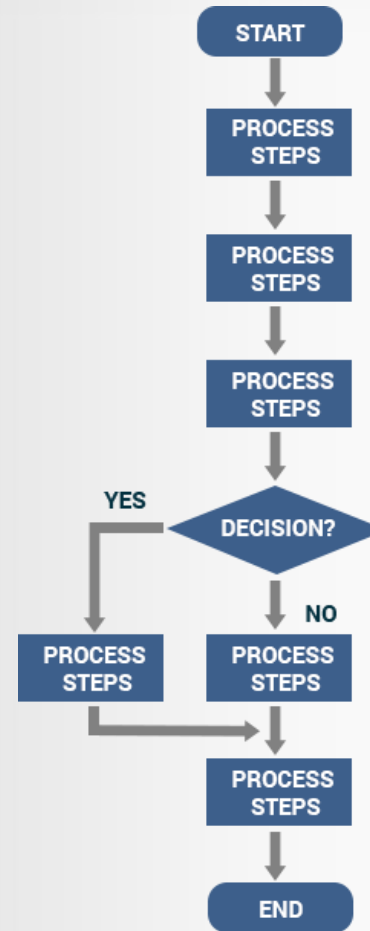 START
PROCESS
STEPS
PROCESS
STEPS
PROCESS
STEPS
YES
DECISION?
NO
PROCESS
STEPS
PROCESS
STEPS
PROCESS
STEPS
END